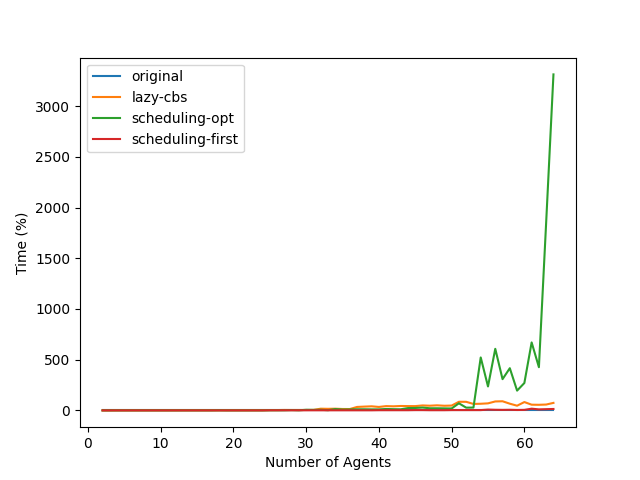 original
lazy-cbs
scheduling-opt
scheduling-first
3000
2500
2000
1500
1000
500
0
Time (%)
0 10 20 30 40 50 60
Number of Agents